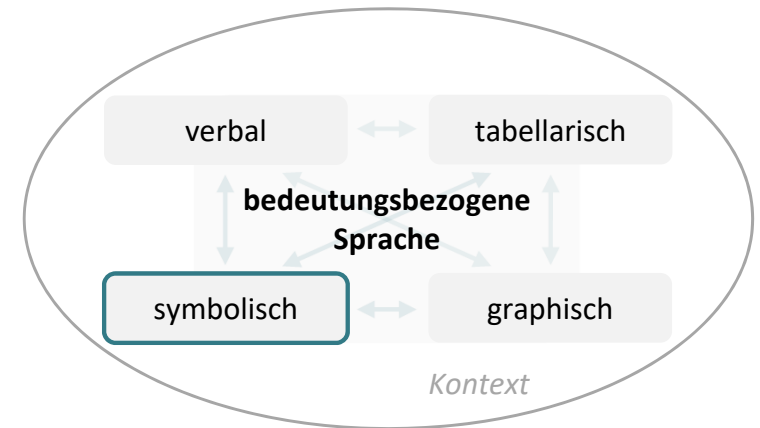 verbal
tabellarisch
bedeutungsbezogene
Sprache
symbolisch
graphisch
Kontext